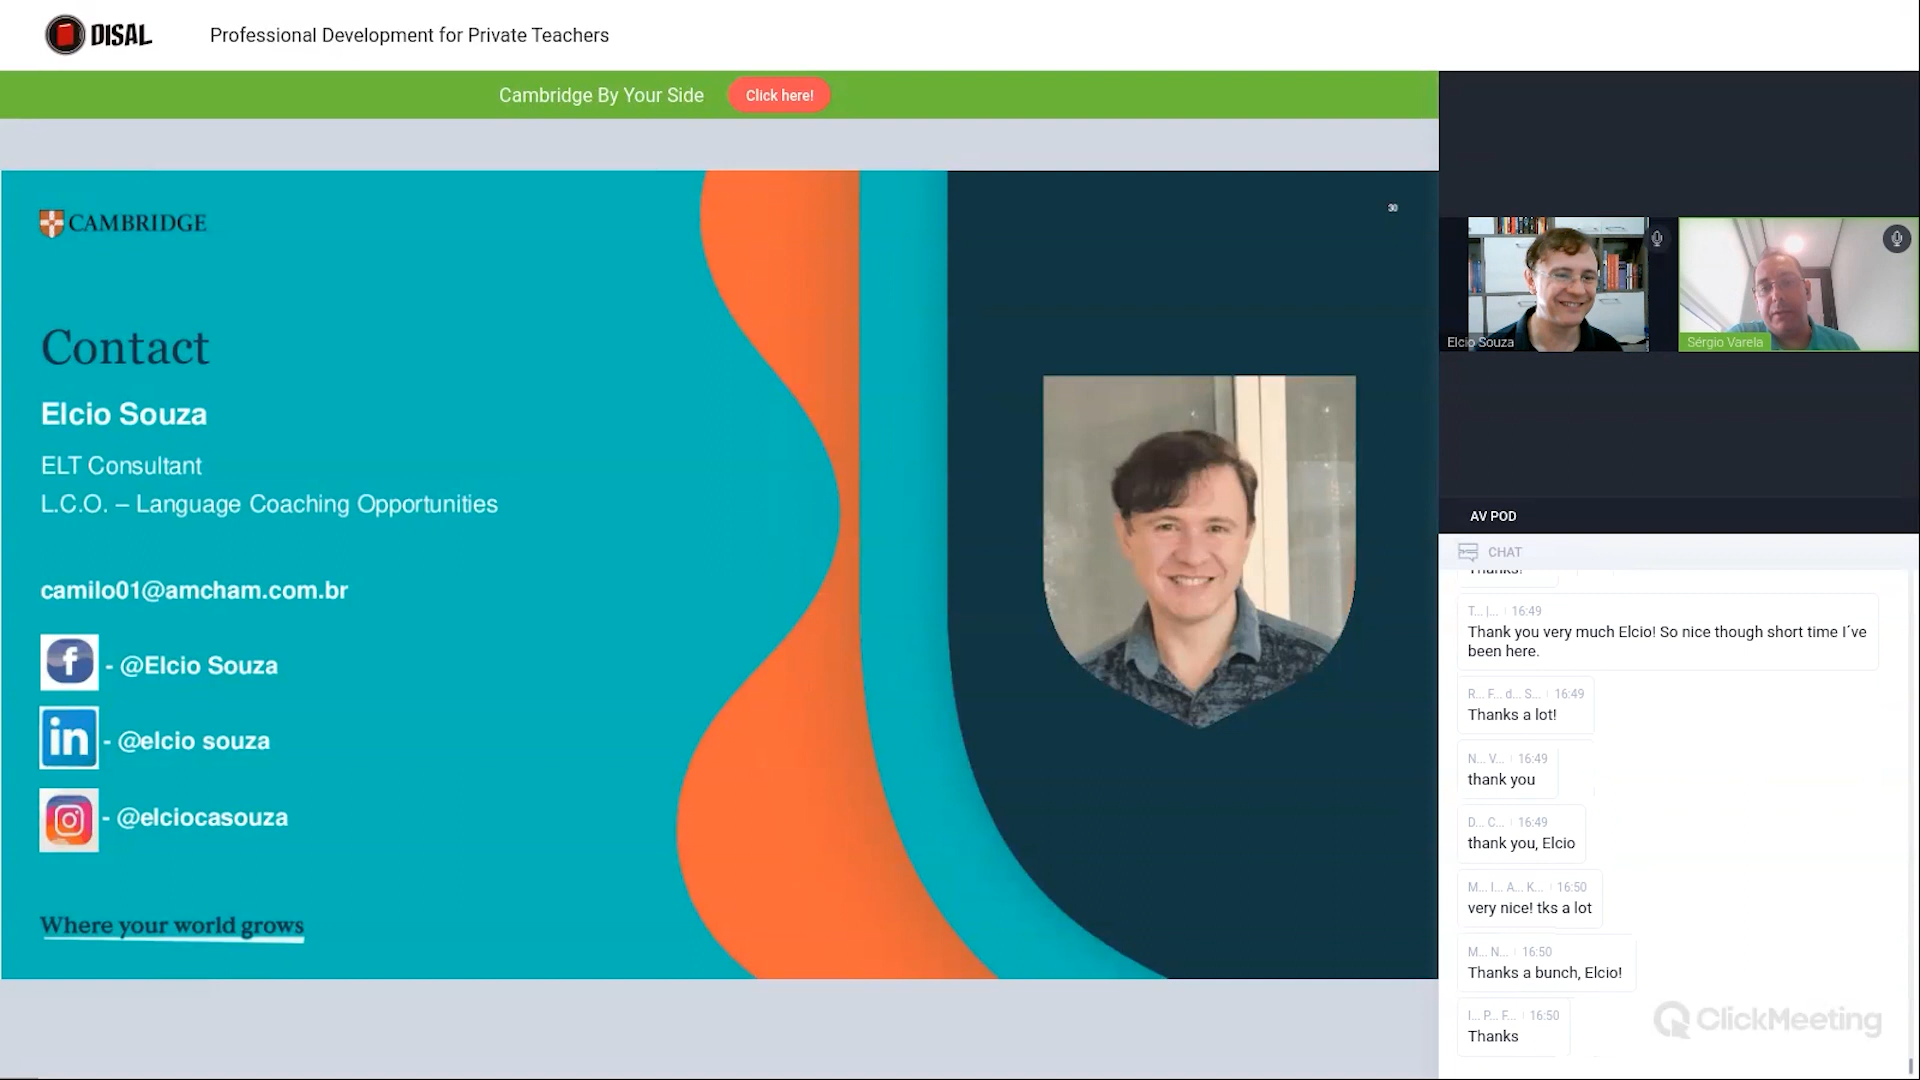 DISAL
Professional Development for Private Teachers
Cambridge By Your Side
Click here!
CAMBRIDGE
30
Contact
Elcio Souza
ELT Consultant
L.C.O. – Language Coaching Opportunities
camilo01@amcham.com.br
f - @Elcio Souza
in - @elcio souza
- @elciocasouza
Where your world grows
Elcio Souza
Sérgio Varela
AV POD
CHAT
Thanks!
T... |... 16:49
Thank you very much Elcio! So nice though short time I´ve
been here.
R... F... d... S... 16:49
Thanks a lot!
N... V... 16:49
thank you
D... C... 16:49
thank you, Elcio
M... I... A... K... 16:50
very nice! tks a lot
M... N... 16:50
Thanks a bunch, Elcio!
I... P... F... 16:50
Thanks
ClickMeeting